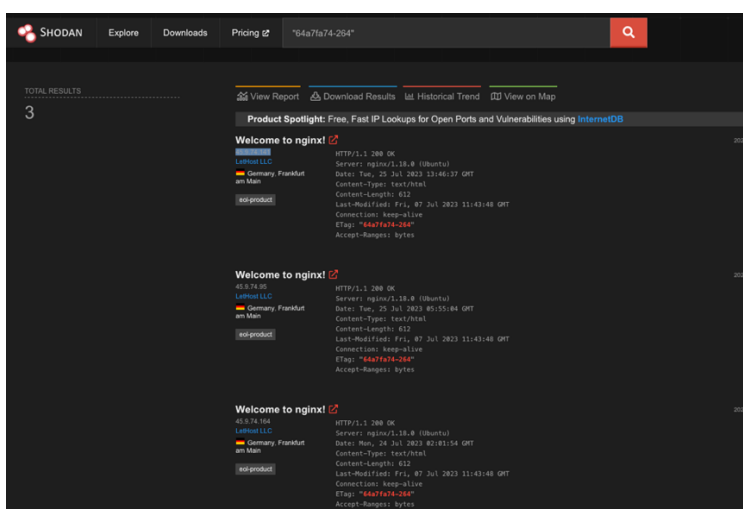 SHODAN Explore Downloads Pricing "64a7fa74-264"
TOTAL RESULTS
3
View Report Download Results Historical Trend View on Map
Product Spotlight: Free, Fast IP Lookups for Open Ports and Vulnerabilities using InternetDB
Welcome to nginx!
LetHost LLC
Germany, Frankfurt
am Main
eol-product
HTTP/1.1 200 OK
Server: nginx/1.18.0 (Ubuntu)
Date: Tue, 25 Jul 2023 13:46:37 GMT
Content-Type: text/html
Content-Length: 612
Last-Modified: Fri, 07 Jul 2023 11:43:48 GMT
Connection: keep-alive
ETag: "64a7fa74-264"
Accept-Ranges: bytes
Welcome to nginx!
45.9.74.95
LetHost LLC
Germany, Frankfurt
am Main
eol-product
HTTP/1.1 200 OK
Server: nginx/1.18.0 (Ubuntu)
Date: Tue, 25 Jul 2023 05:55:04 GMT
Content-Type: text/html
Content-Length: 612
Last-Modified: Fri, 07 Jul 2023 11:43:48 GMT
Connection: keep-alive
ETag: "64a7fa74-264"
Accept-Ranges: bytes
Welcome to nginx!
45.9.74.164
LetHost LLC
Germany, Frankfurt
am Main
eol-product
HTTP/1.1 200 OK
Server: nginx/1.18.0 (Ubuntu)
Date: Mon, 24 Jul 2023 02:01:54 GMT
Content-Type: text/html
Content-Length: 612
Last-Modified: Fri, 07 Jul 2023 11:43:48 GMT
Connection: keep-alive
ETag: "64a7fa74-264"
Accept-Ranges: bytes